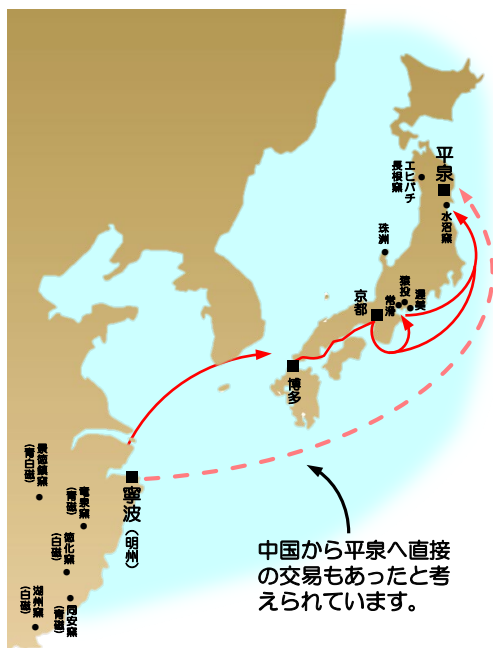 平泉
エヒバチ
長根窯
水沼窯
珠洲
猿投
渥美
常滑
京都
博多
寧波
(明州)
景徳鎮窯
(青白磁)
竜泉窯
(青磁)
徳化窯
(白磁)
湖州窯
(白磁)
同安窯
(青磁)
中国から平泉へ直接
の交易もあったと考
えられています。